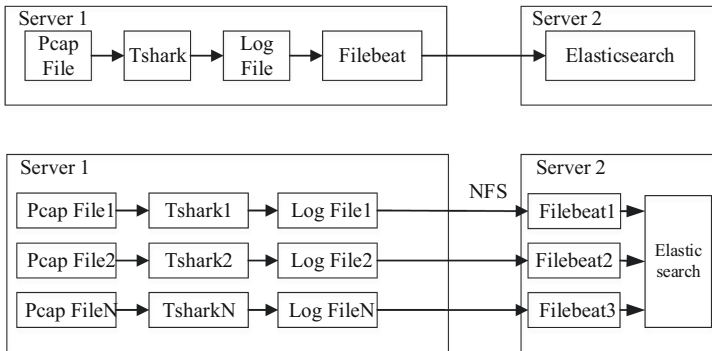 Server 1
Server 2
Pcap
File
Tshark
Log
File
Filebeat
Elasticsearch
Server 1
Server 2
NFS
Pcap File1
Tshark1
Log File1
Filebeat1
Pcap File2
Tshark2
Log File2
Filebeat2
Elastic
search
Pcap FileN
TsharkN
Log FileN
Filebeat3